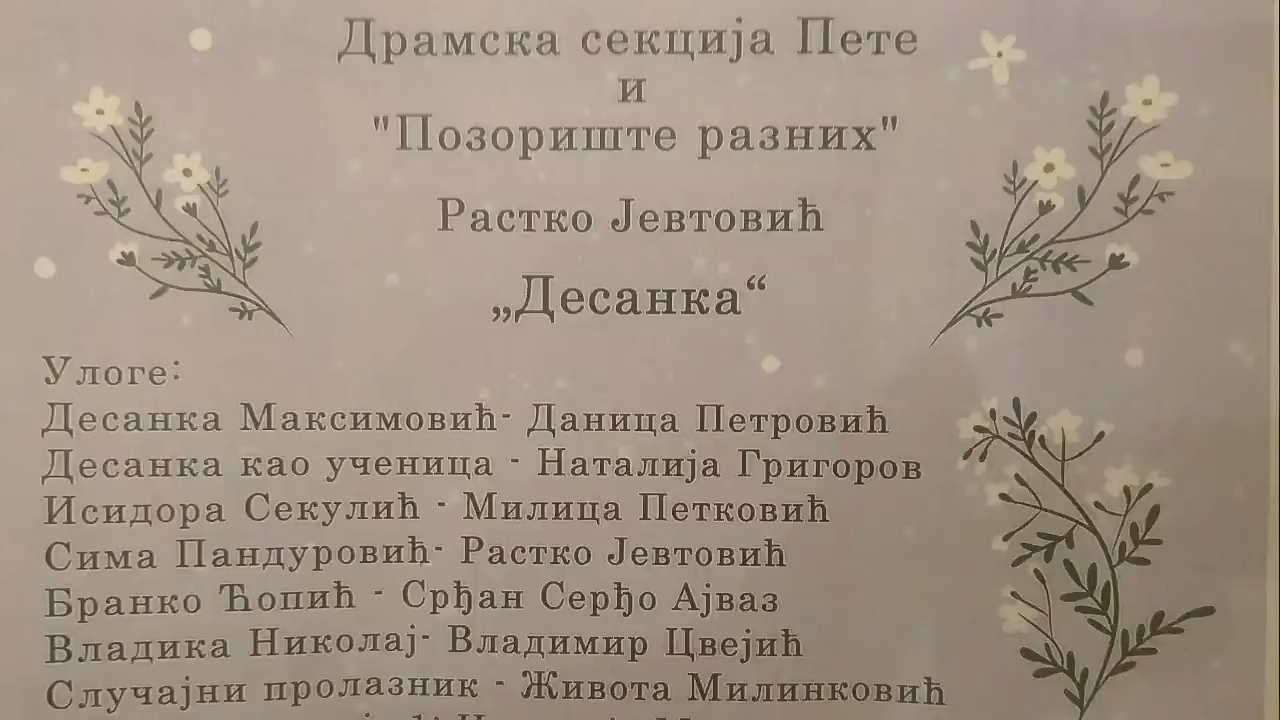 Драмска секција Пете
и
"Позориште разних"
Растко Јевтовић
„Десанка“
Улоге:
Десанка Максимовић- Даница Петровић
Десанка као ученица - Наталија Григоров
Исидора Секулић - Милица Петковић
Сима Пандуровић- Растко Јевтовић
Бранко Ћопић - Срђан Серђо Ајваз
Владика Николај- Владимир Цвејић
Случајни пролазник - Живота Милинковић